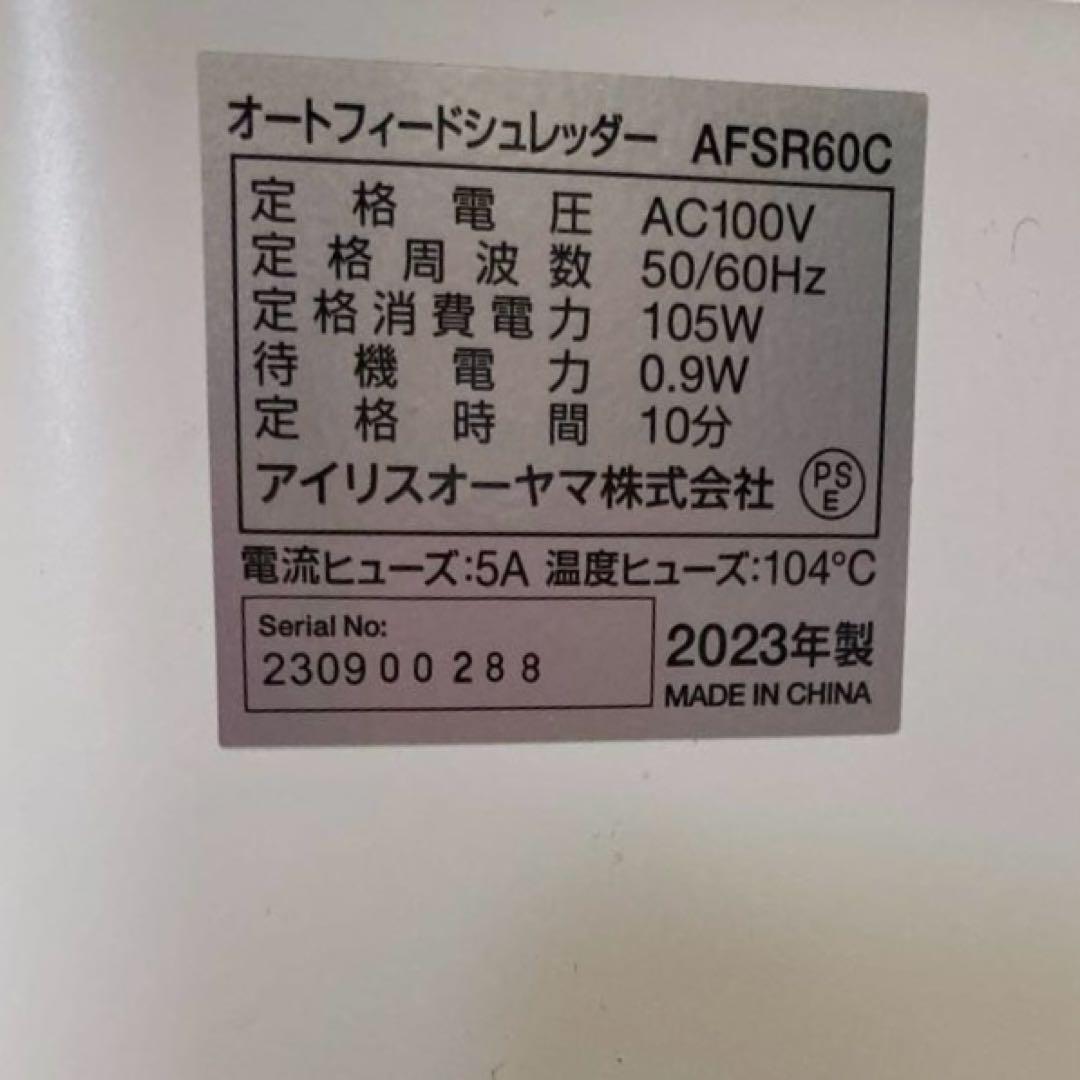 オートフィードシュレッダー AFSR60C
定格電圧 AC100V
定格周波数 50/60Hz
定格消費電力 105W
待機電力 0.9W
定格時間 10分
アイリスオーヤマ株式会社 PSE
電流ヒューズ:5A 温度ヒューズ:104℃
Serial No:
230900288
2023年製
MADE IN CHINA